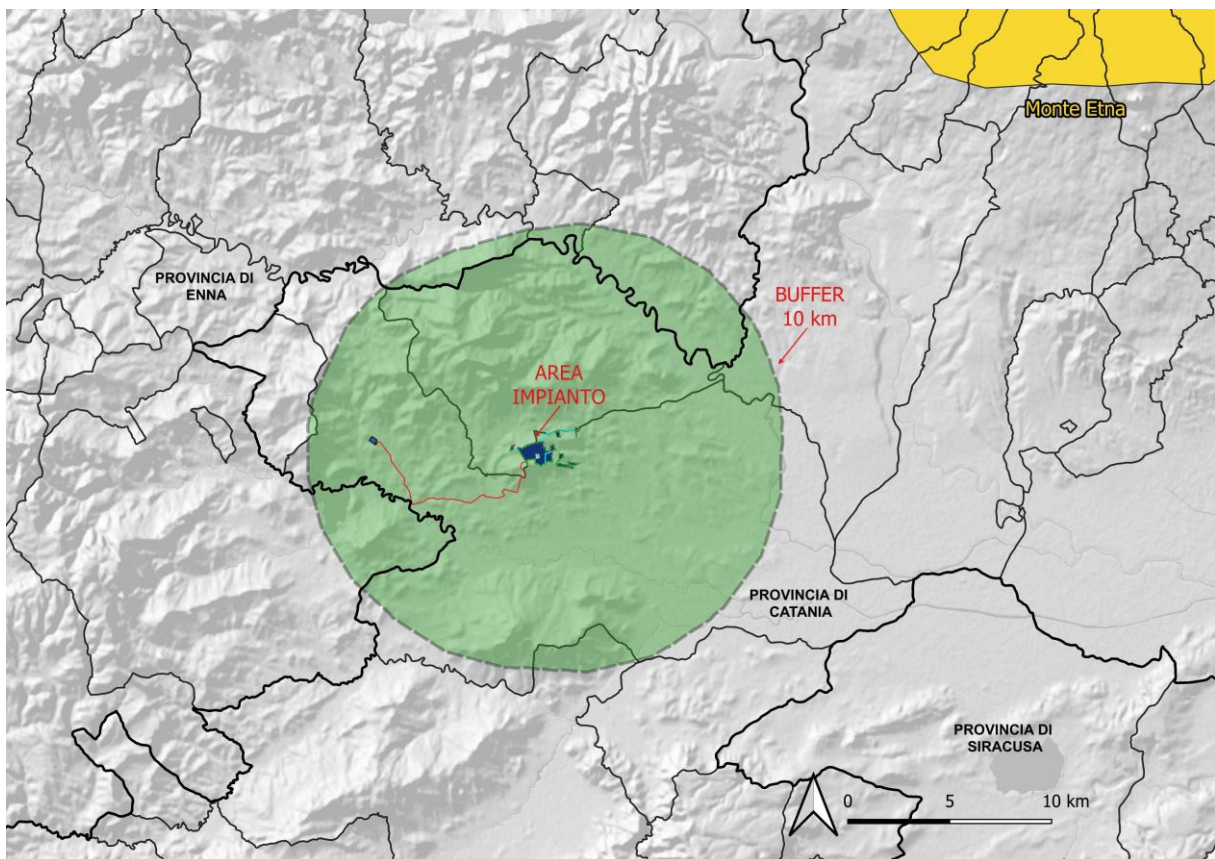 Monte Etna
PROVINCIA DI
ENNA
BUFFER
10 km
AREA
IMPIANTO
PROVINCIA DI
CATANIA
PROVINCIA DI
SIRACUSA
0 5 10 km